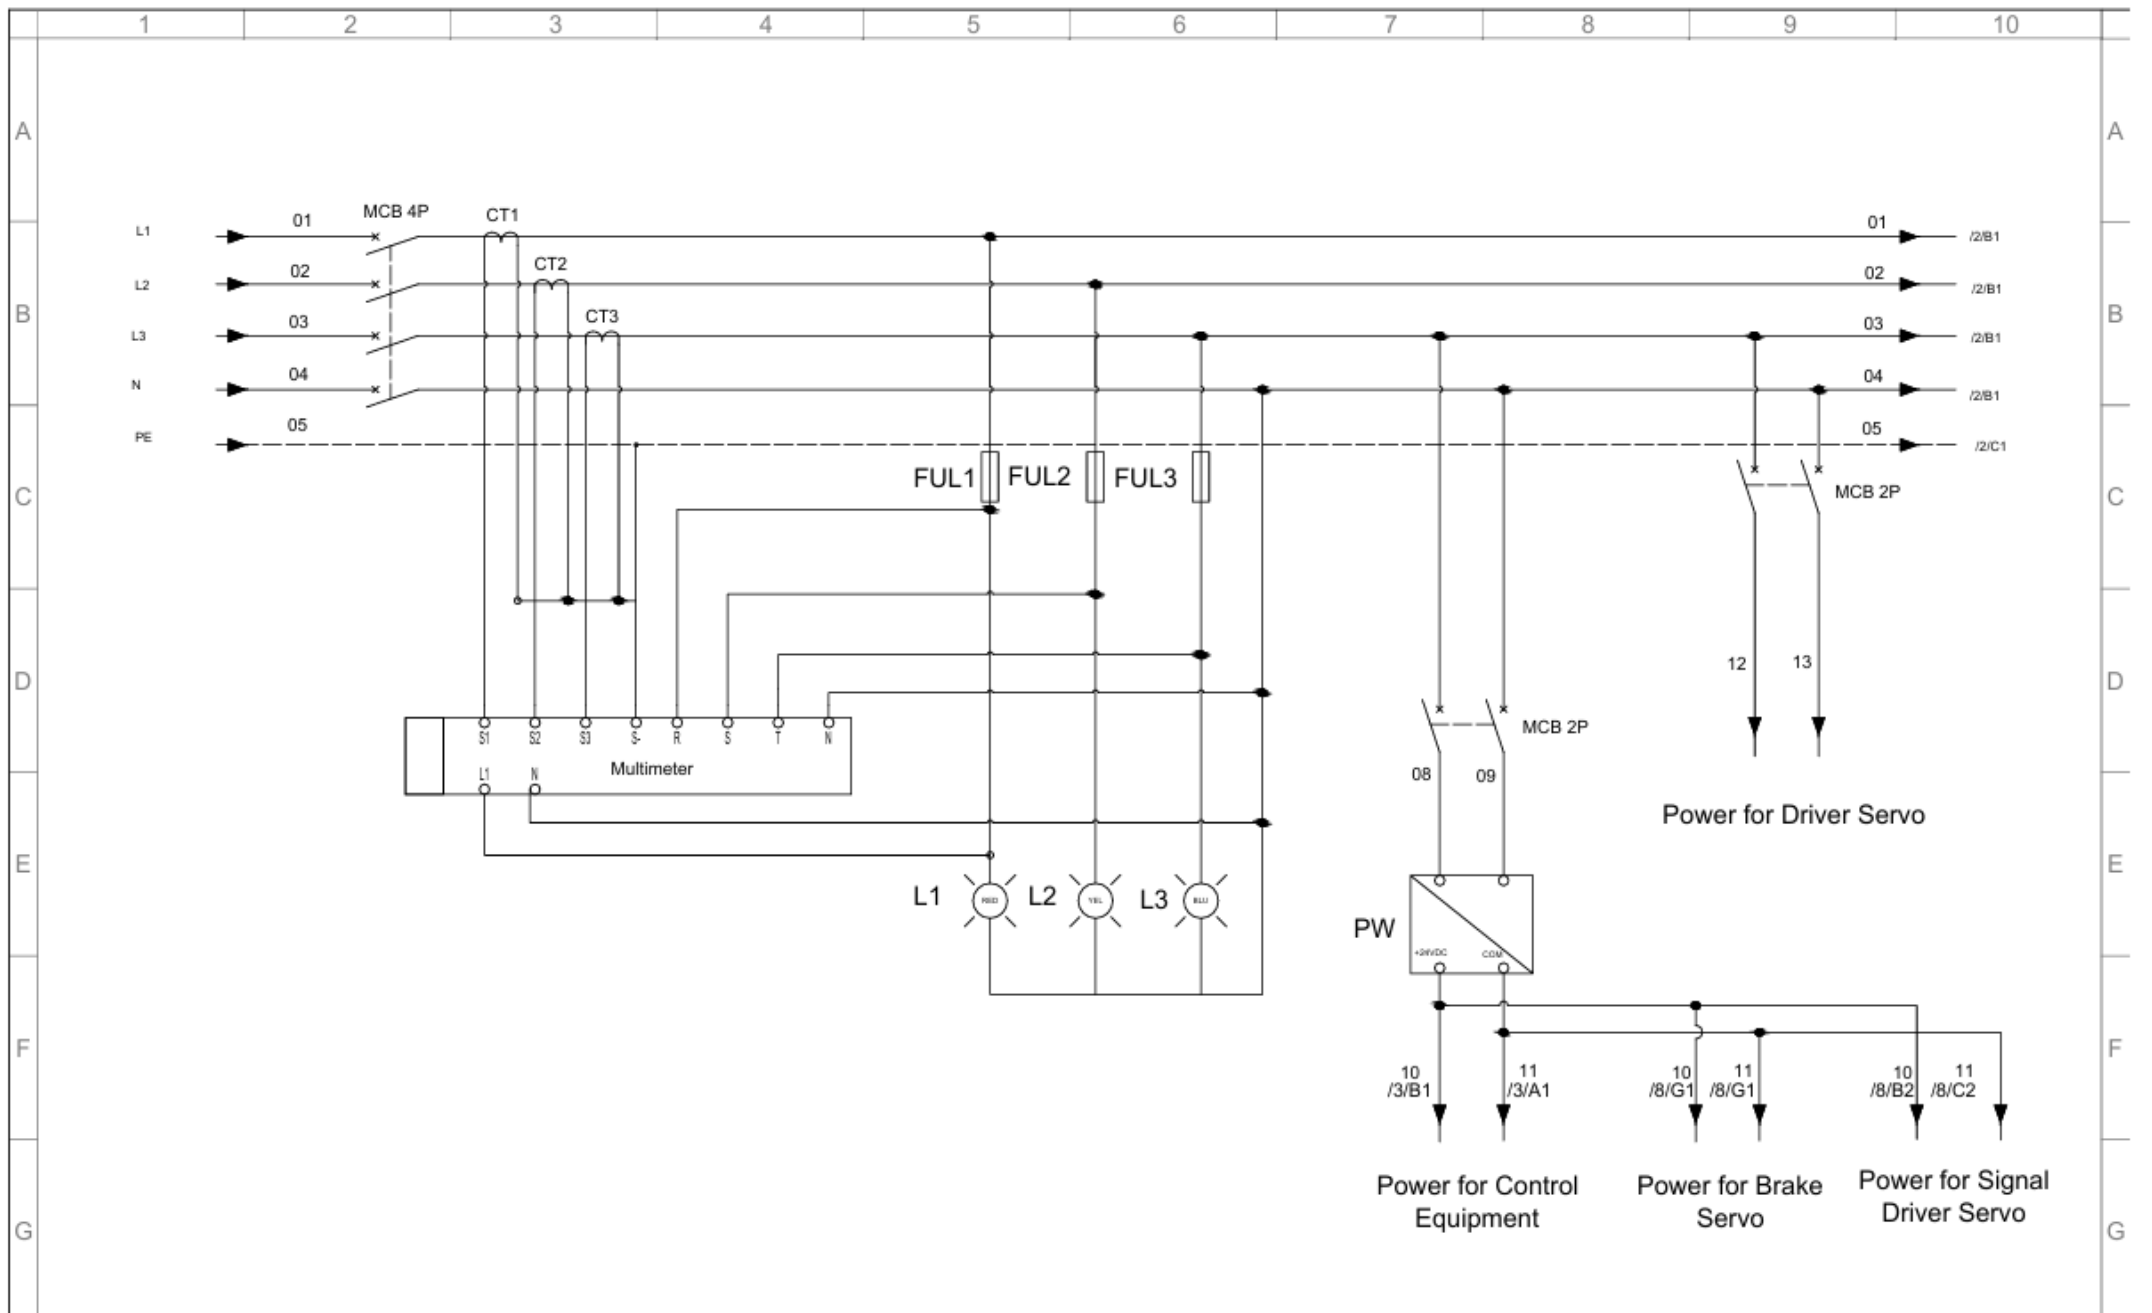 1 2 3 4 5 6 7 8 9 10
A A
MCB 4P CT1
L1 01 01 /2/B1
CT2
L2 02 02 /2/B1
B B
CT3
L3 03 03 /2/B1
N 04 04 /2/B1
PE 05 05 /2/C1
FUL1 FUL2 FUL3
MCB 2P
C C
12 13
D D
S1 S2 S3 S- R S T N
MCB 2P
L1 N Multimeter
08 09
Power for Driver Servo
E E
L1 RED L2 YEL L3 BLU
PW
+24VDC COM
F F
10 11 10 11 10 11
/3/B1 /3/A1 /8/G1 /8/G1 /8/B2 /8/C2
Power for Control
Equipment
Power for Brake
Servo
Power for Signal
Driver Servo
G G